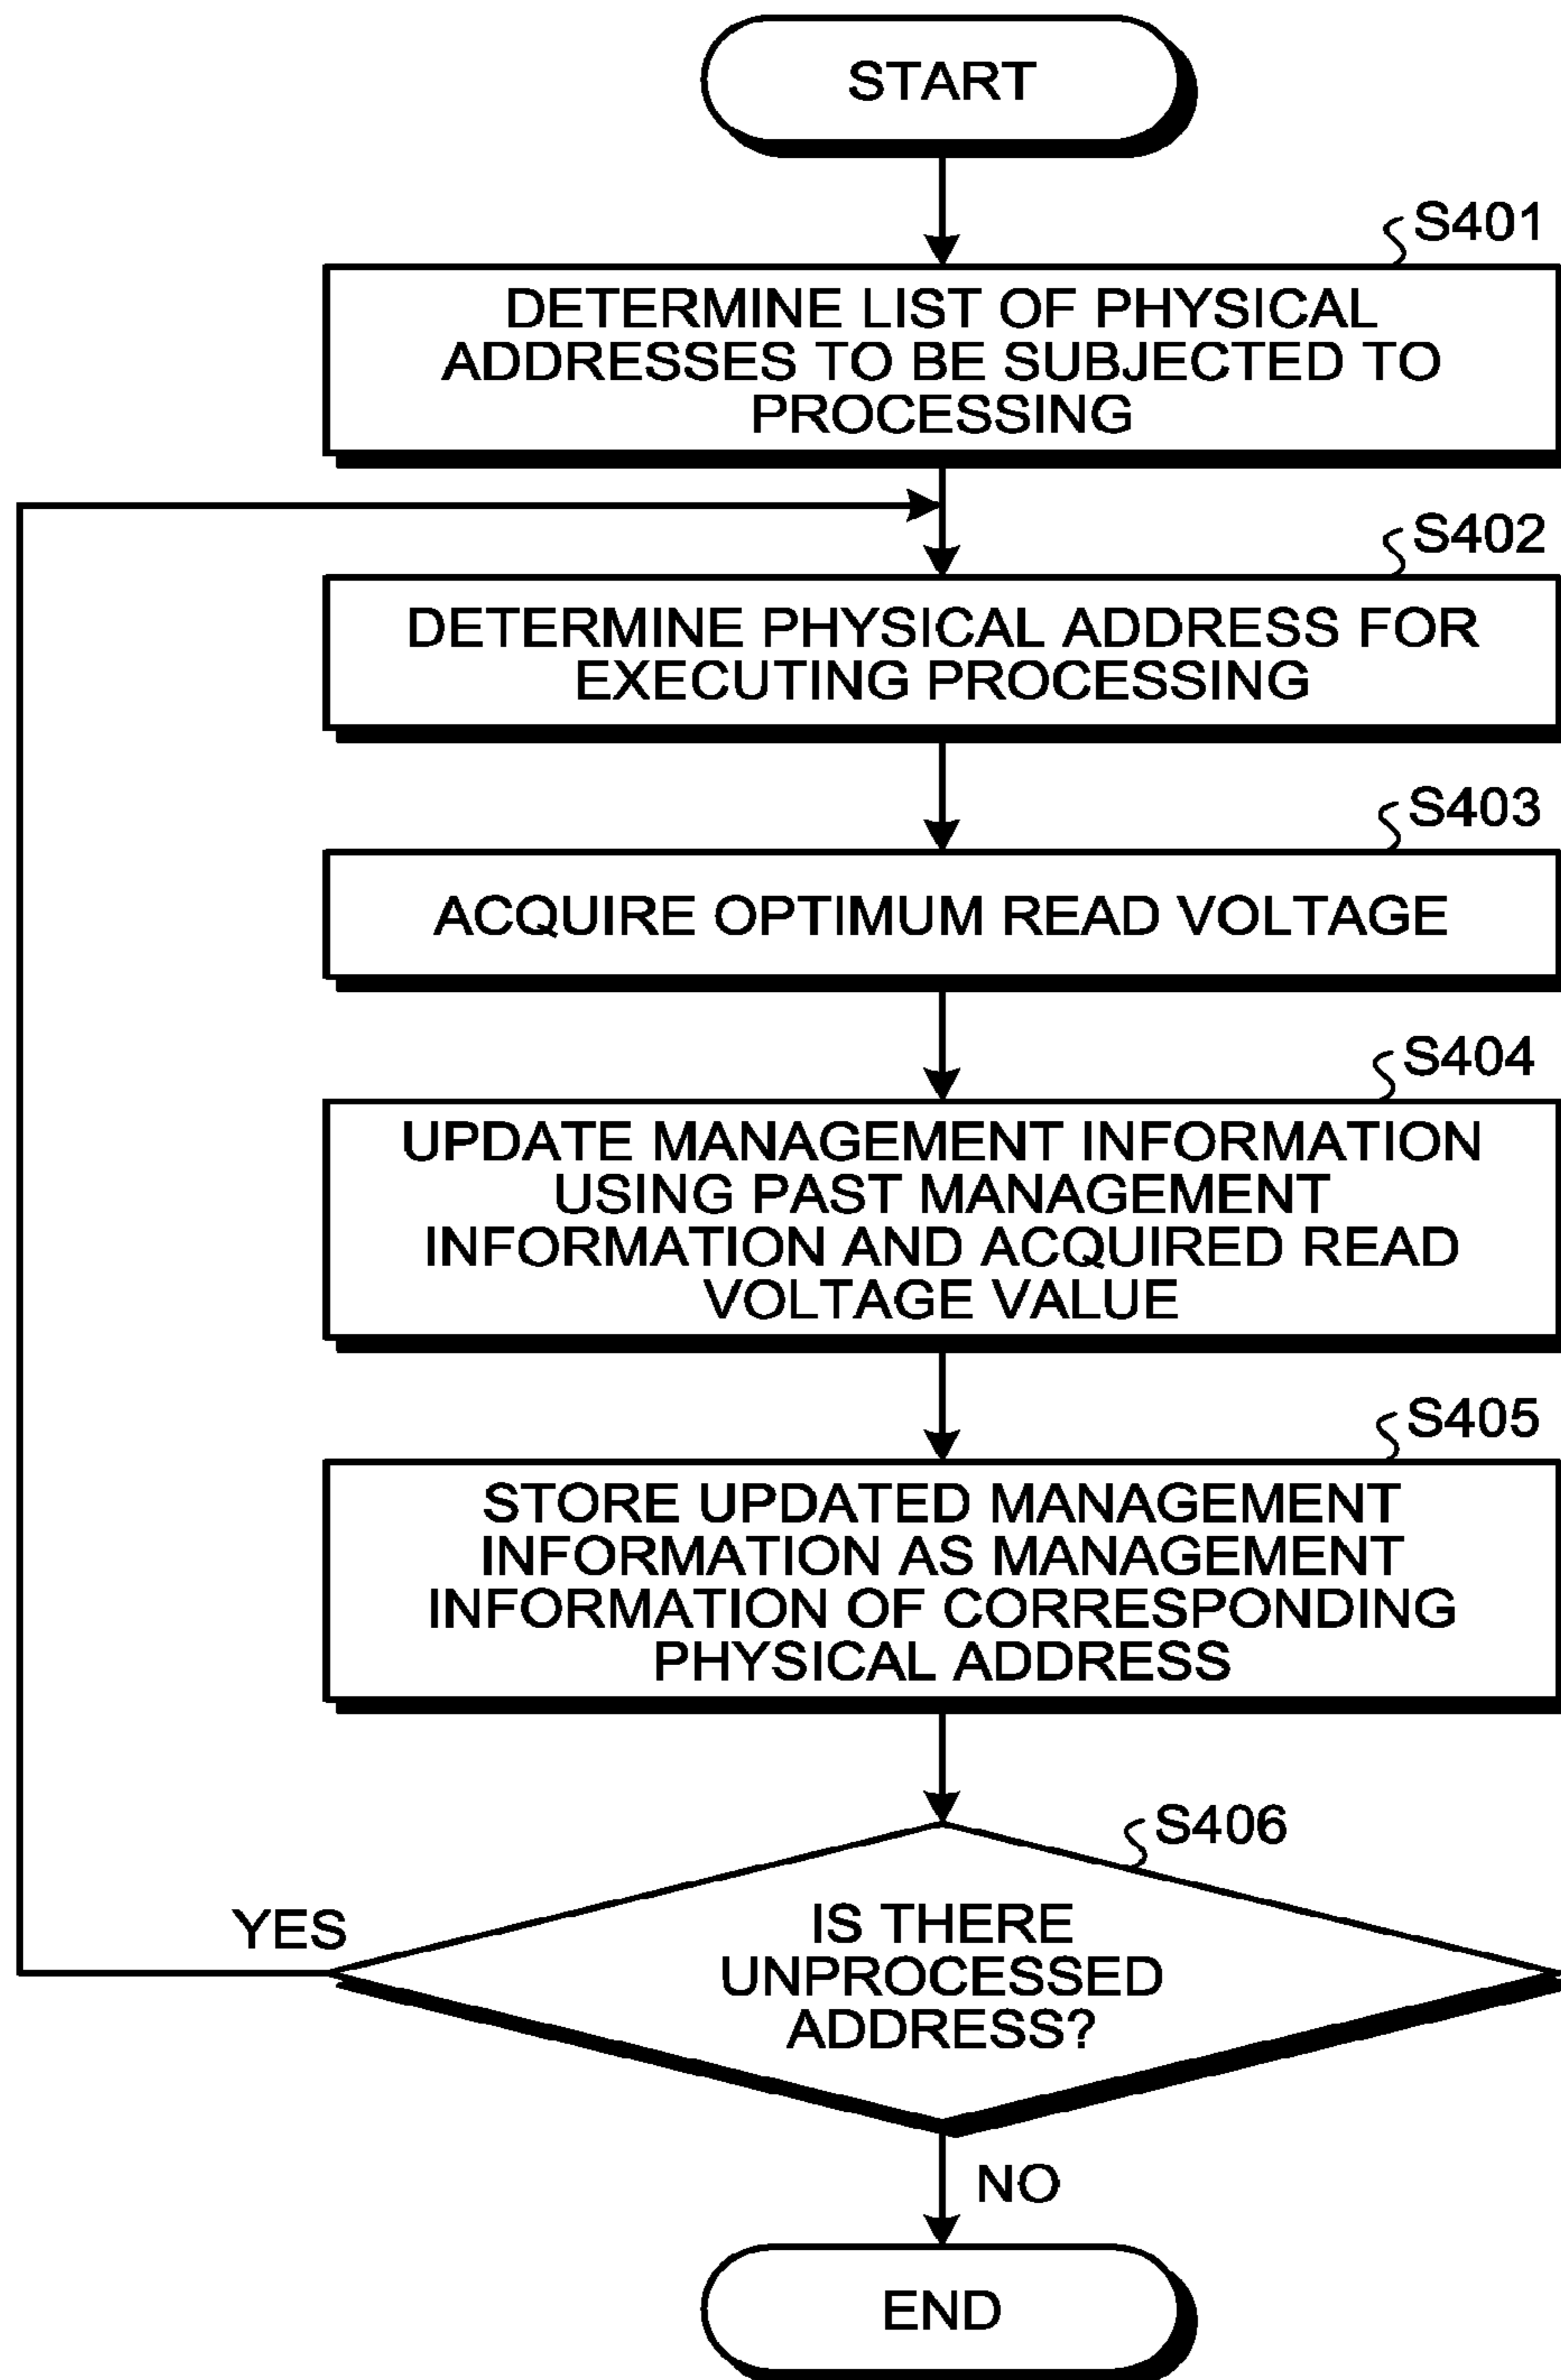 START
S401
DETERMINE LIST OF PHYSICAL
ADDRESSES TO BE SUBJECTED TO
PROCESSING
S402
DETERMINE PHYSICAL ADDRESS FOR
EXECUTING PROCESSING
S403
ACQUIRE OPTIMUM READ VOLTAGE
S404
UPDATE MANAGEMENT INFORMATION
USING PAST MANAGEMENT
INFORMATION AND ACQUIRED READ
VOLTAGE VALUE
S405
STORE UPDATED MANAGEMENT
INFORMATION AS MANAGEMENT
INFORMATION OF CORRESPONDING
PHYSICAL ADDRESS
S406
YES
IS THERE
UNPROCESSED
ADDRESS?
NO
END